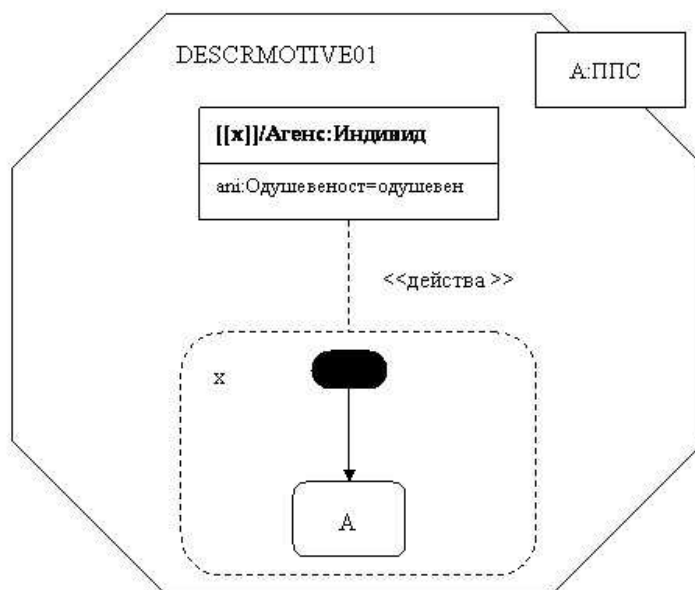 DESCRMOTIVE01
А:ППС
[[x]]/Агенс:Индивид
ani:Одушевеност=одушевен
<<действа >>
x
А